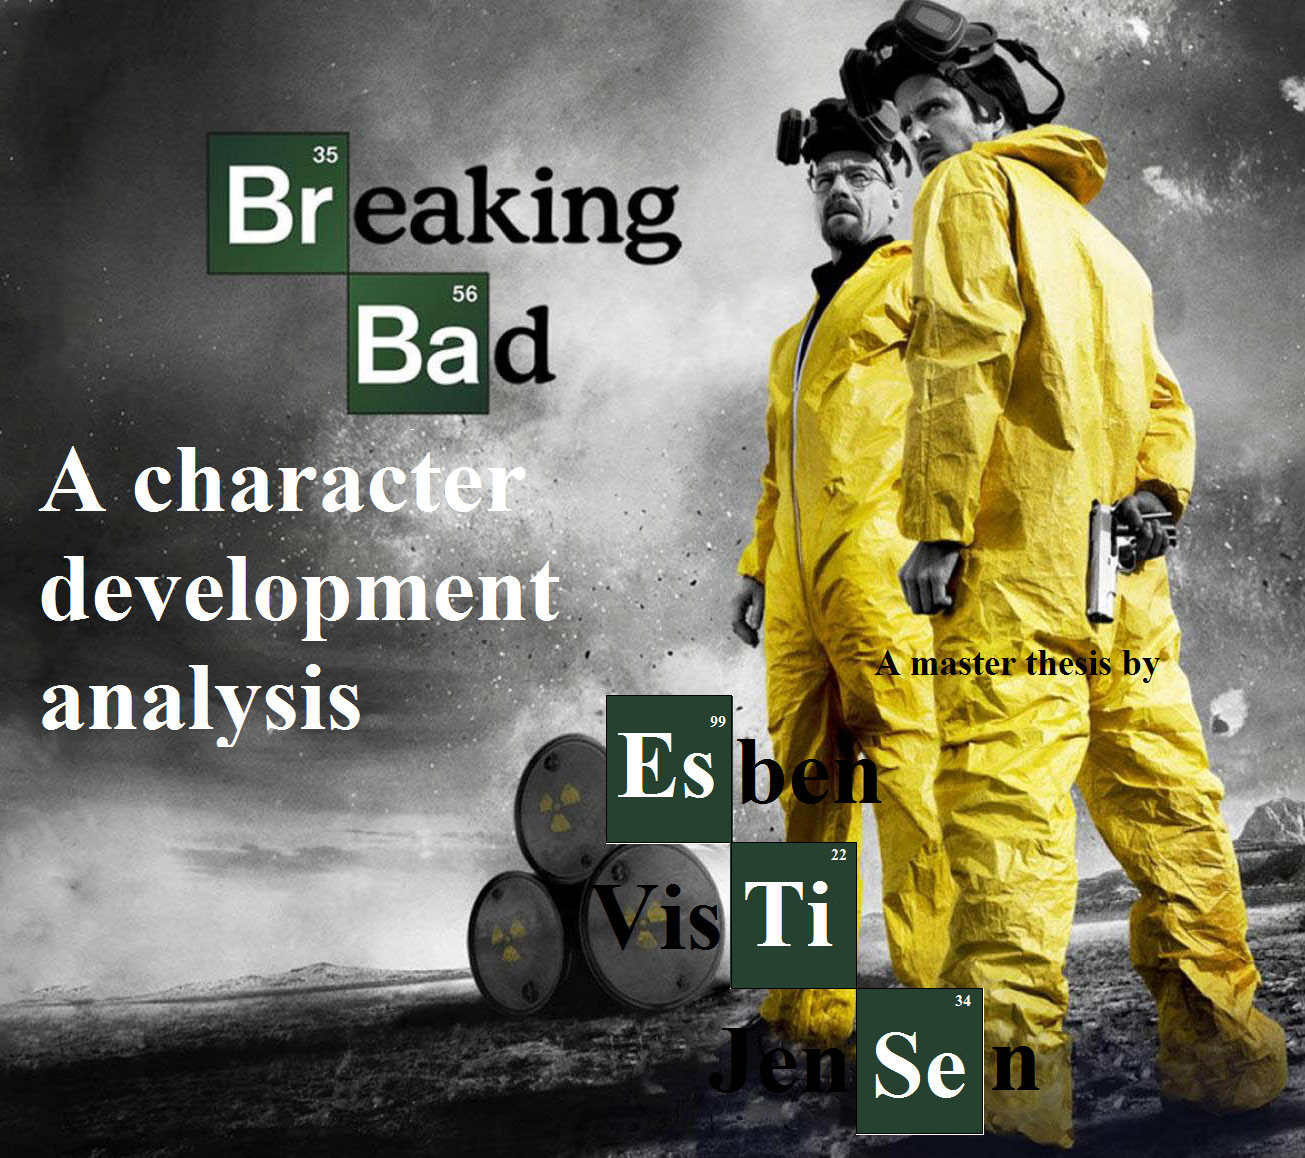 35
Breaking
56
Bad
A character
development
analysis
A master thesis by
99
Esben
22
VisTi
34
JenSen